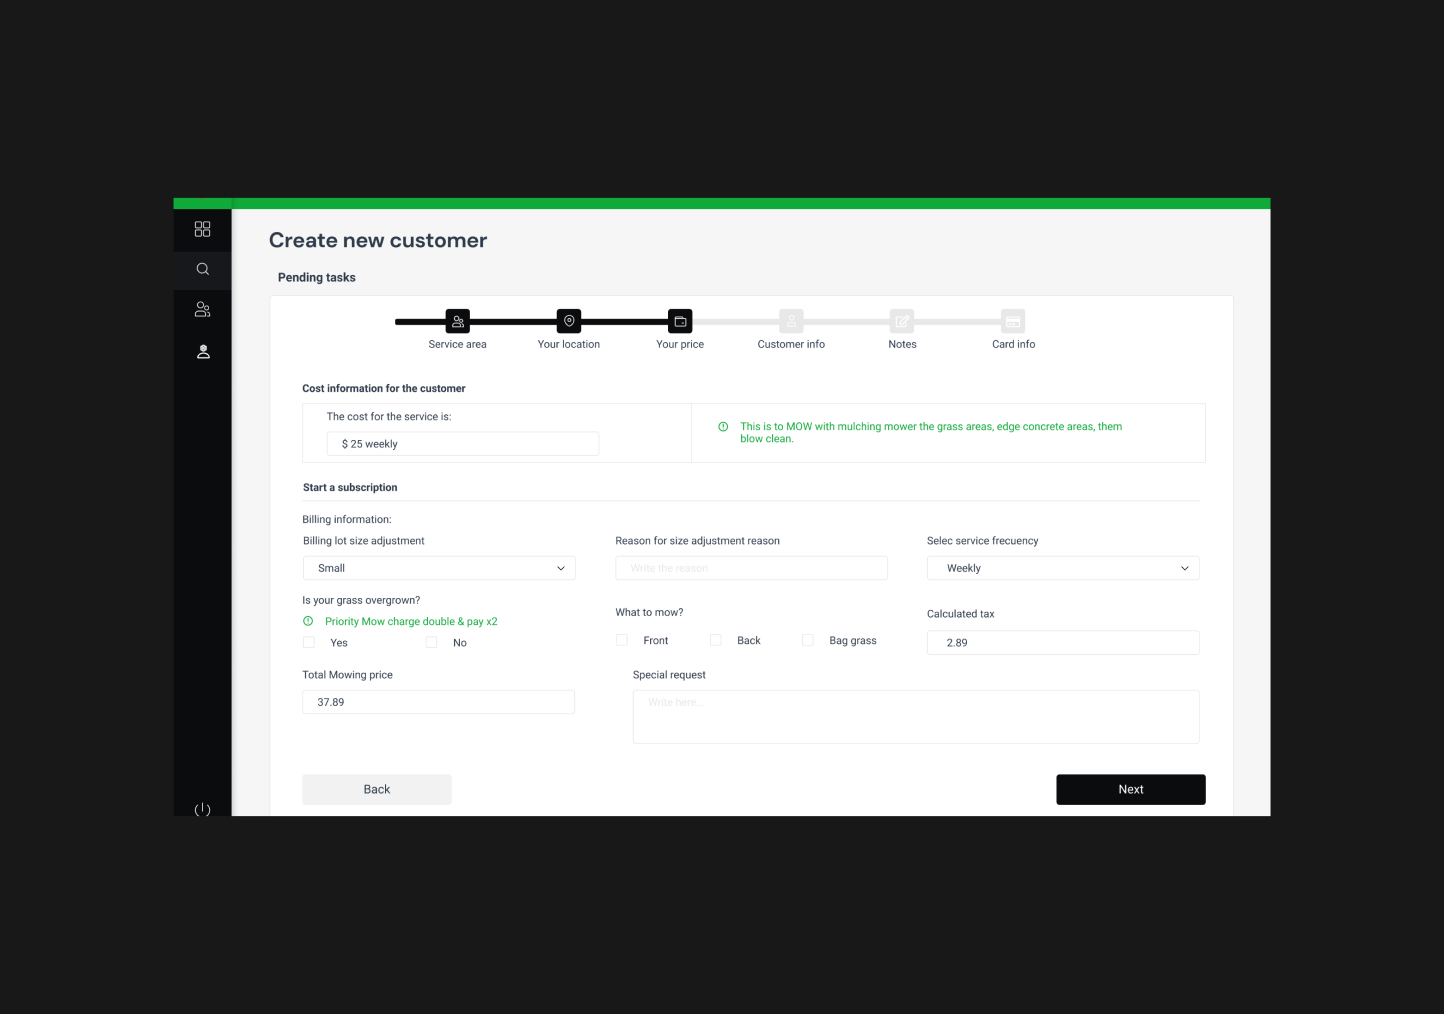 Create new customer
Pending tasks
Service area
Your location
Your price
Customer info
Notes
Card info
Cost information for the customer
The cost for the service is:
$ 25 weekly
This is to MOW with mulching mower the grass areas, edge concrete areas, them
blow clean.
Start a subscription
Billing information:
Billing lot size adjustment
Reason for size adjustment reason
Selec service frecuency
Small
Write the reason
Weekly
Is your grass overgrown?
Priority Mow charge double & pay x2
Yes
No
What to mow?
Front
Back
Bag grass
Calculated tax
2.89
Total Mowing price
37.89
Special request
Write here...
Back
Next